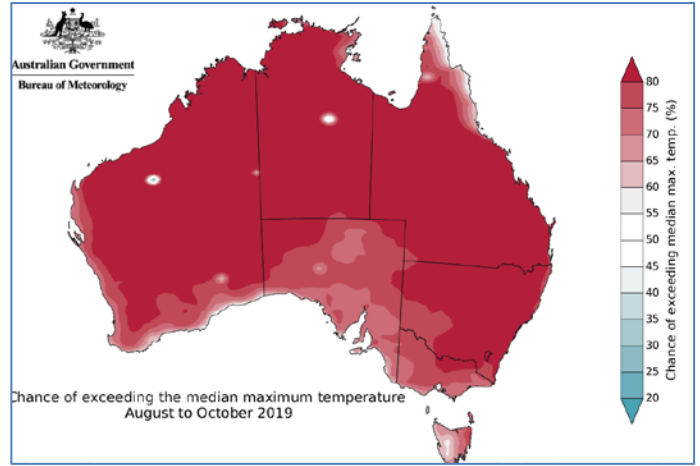 Australian Government
Bureau of Meteorology
80
75
70
65
60
55
50
45
40
35
30
25
20
Chance of exceeding median max. temp. (%)
Chance of exceeding the median maximum temperature
August to October 2019